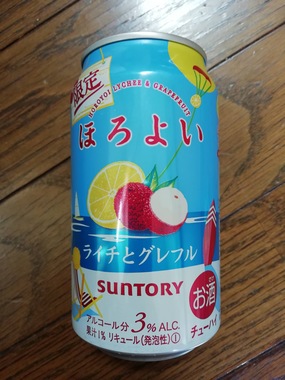 限定
HOROYOI LYCHEE & GRAPEFRUIT
ほろよい
ライチとグレフル
SUNTORY
お酒
アルコール分3%ALC.
チューハイ
果汁1% リキュール(発泡性)①